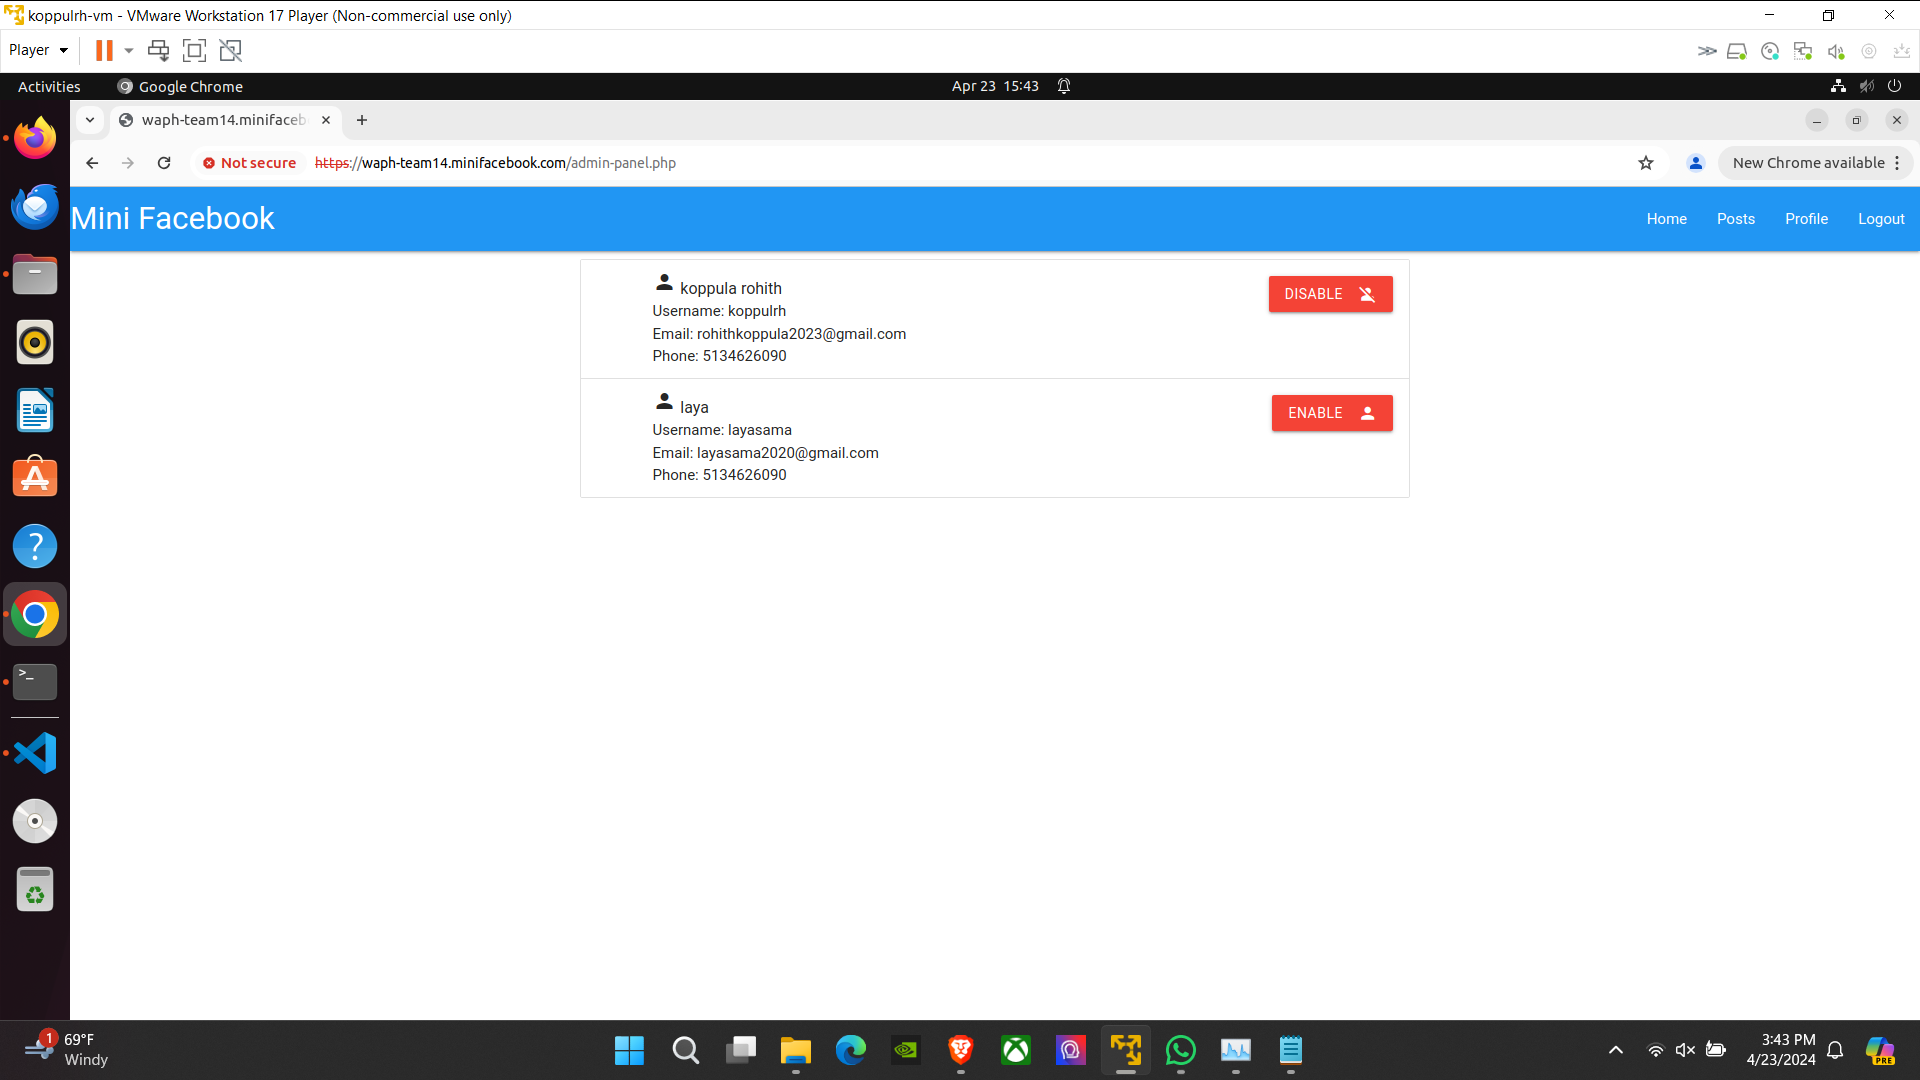 koppulrh-vm - VMware Workstation 17 Player (Non-commercial use only)
Player
Activities
Google Chrome
Apr 23 15:43
waph-team14.minifaceb
Not secure
https://waph-team14.minifacebook.com/admin-panel.php
New Chrome available
Mini Facebook
Home
Posts
Profile
Logout
koppula rohith
DISABLE
Username: koppulrh
Email: rohithkoppula2023@gmail.com
Phone: 5134626090
laya
ENABLE
Username: layasama
Email: layasama2020@gmail.com
Phone: 5134626090
1
69°F
Windy
PRE
3:43 PM
4/23/2024